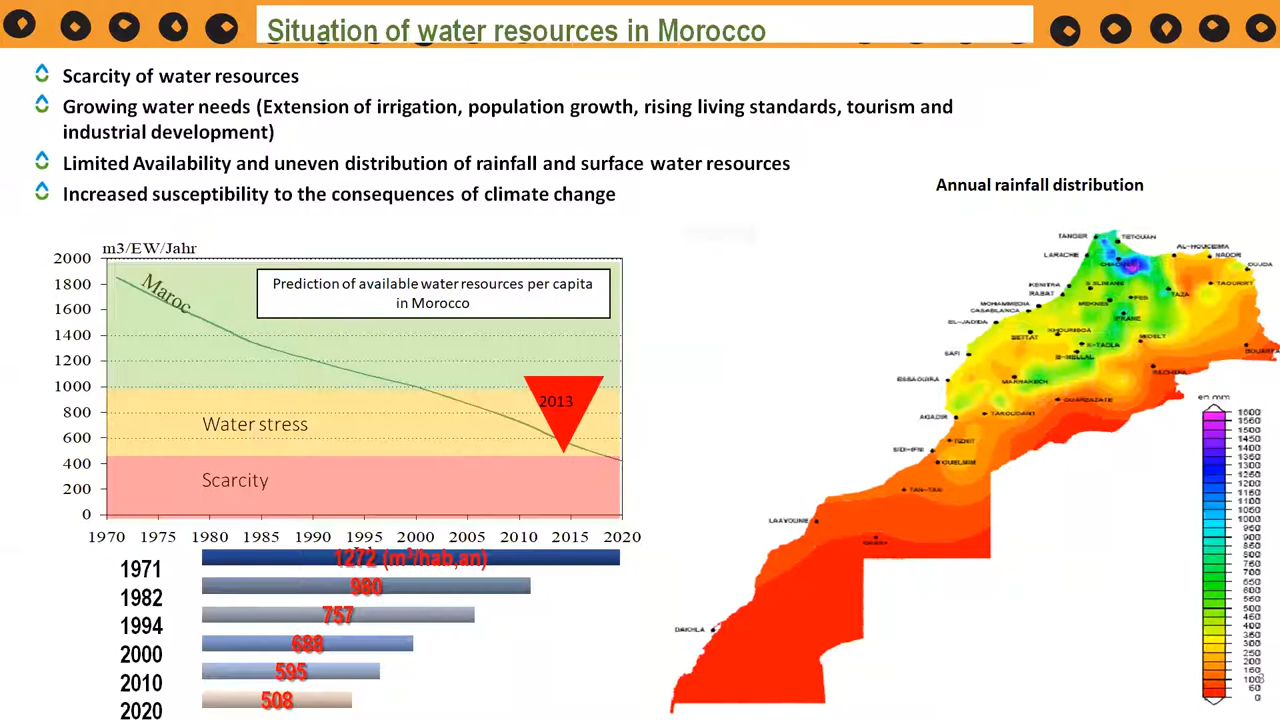 Situation of water resources in Morocco
Scarcity of water resources
Growing water needs (Extension of irrigation, population growth, rising living standards, tourism and
industrial development)
Limited Availability and uneven distribution of rainfall and surface water resources
Increased susceptibility to the consequences of climate change
Annual rainfall distribution
m3/EW/Jahr
2000
1800
1600
1400
1200
1000
800
600
400
200
0
Maroc
Prediction of available water resources per capita
in Morocco
2013
Water stress
Scarcity
1970 1975 1980 1985 1990 1995 2000 2005 2010 2015 2020
1971 1272 (m³/hab,an)
1982 980
1994 757
2000 688
2010 595
2020 508
TANGER
TETOUAN
LARACHE
AL-HOUCEIMA
NADOR
OUJDA
KENITRA
S SLIMANE
TAOURIRT
RABAT
FES
TAZA
MOHAMMEDIA
MEKNES
CASABLANCA
IFRANE
EL-JADIDA
KHOURIBGA
SETTAT
MIDELT
K-TADLA
BOUARFA
SAFI
B-MELLAL
ESSAOUIRA
MARRAKECH
OUARZAZATE
AGADIR
TAROUDANT
TIZNIT
SIDI-IFNI
GUELMIM
TAN-TAN
LAAYOUNE
DAKHLA
en mm
1600
1560
1500
1450
1350
1300
1250
1150
1100
1050
1000
950
900
850
750
700
650
600
550
500
450
400
350
300
250
200
150
100
50
0